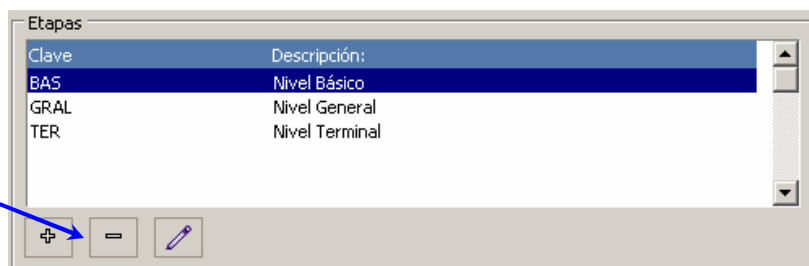 Etapas
Clave Descripción:
BAS Nivel Básico
GRAL Nivel General
TER Nivel Terminal